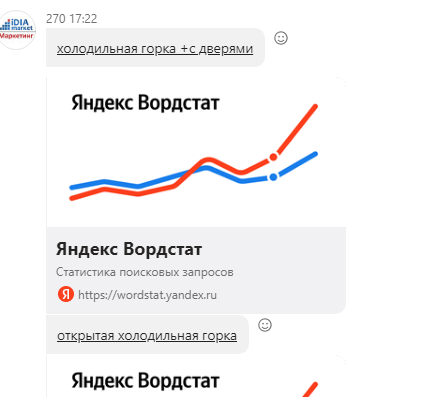 iDIA
market
Маркетинг
270 17:22
холодильная горка +с дверями
Яндекс Вордстат
Яндекс Вордстат
Статистика поисковых запросов
Я https://wordstat.yandex.ru
открытая холодильная горка
Яндекс Вордстат